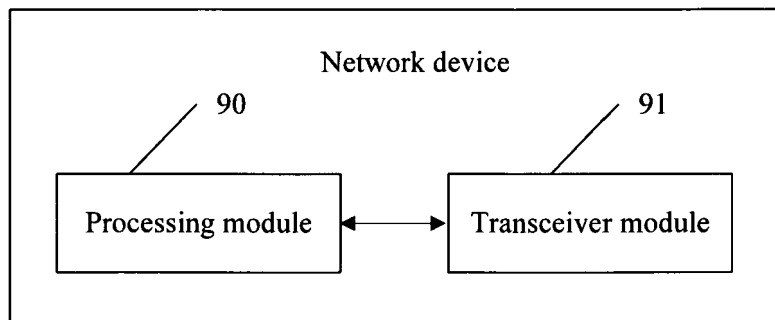 Network device
90
91
Processing module
Transceiver module